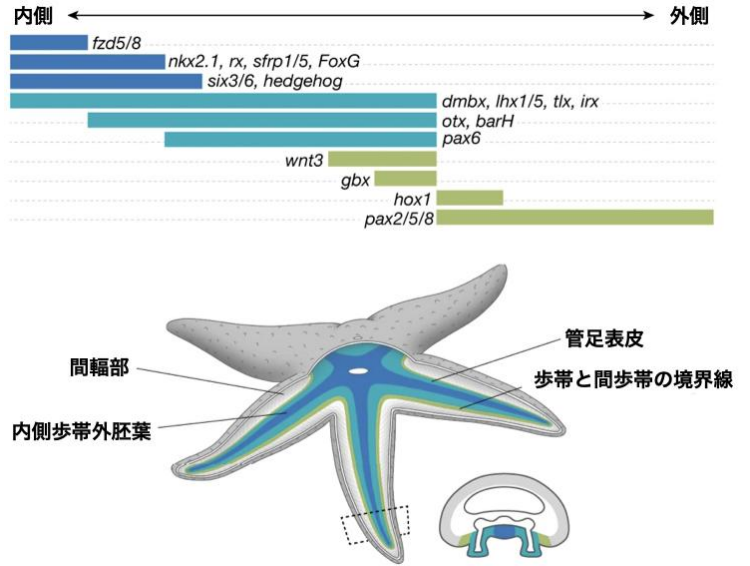 内側 外側
fzd5/8
nkx2.1, rx, sfrp1/5, FoxG
six3/6, hedgehog
dmbx, lhx1/5, tlx, irx
otx, barH
pax6
wnt3
gbx
hox1
pax2/5/8
管足表皮
間輻部
歩帯と間歩帯の境界線
内側歩帯外胚葉